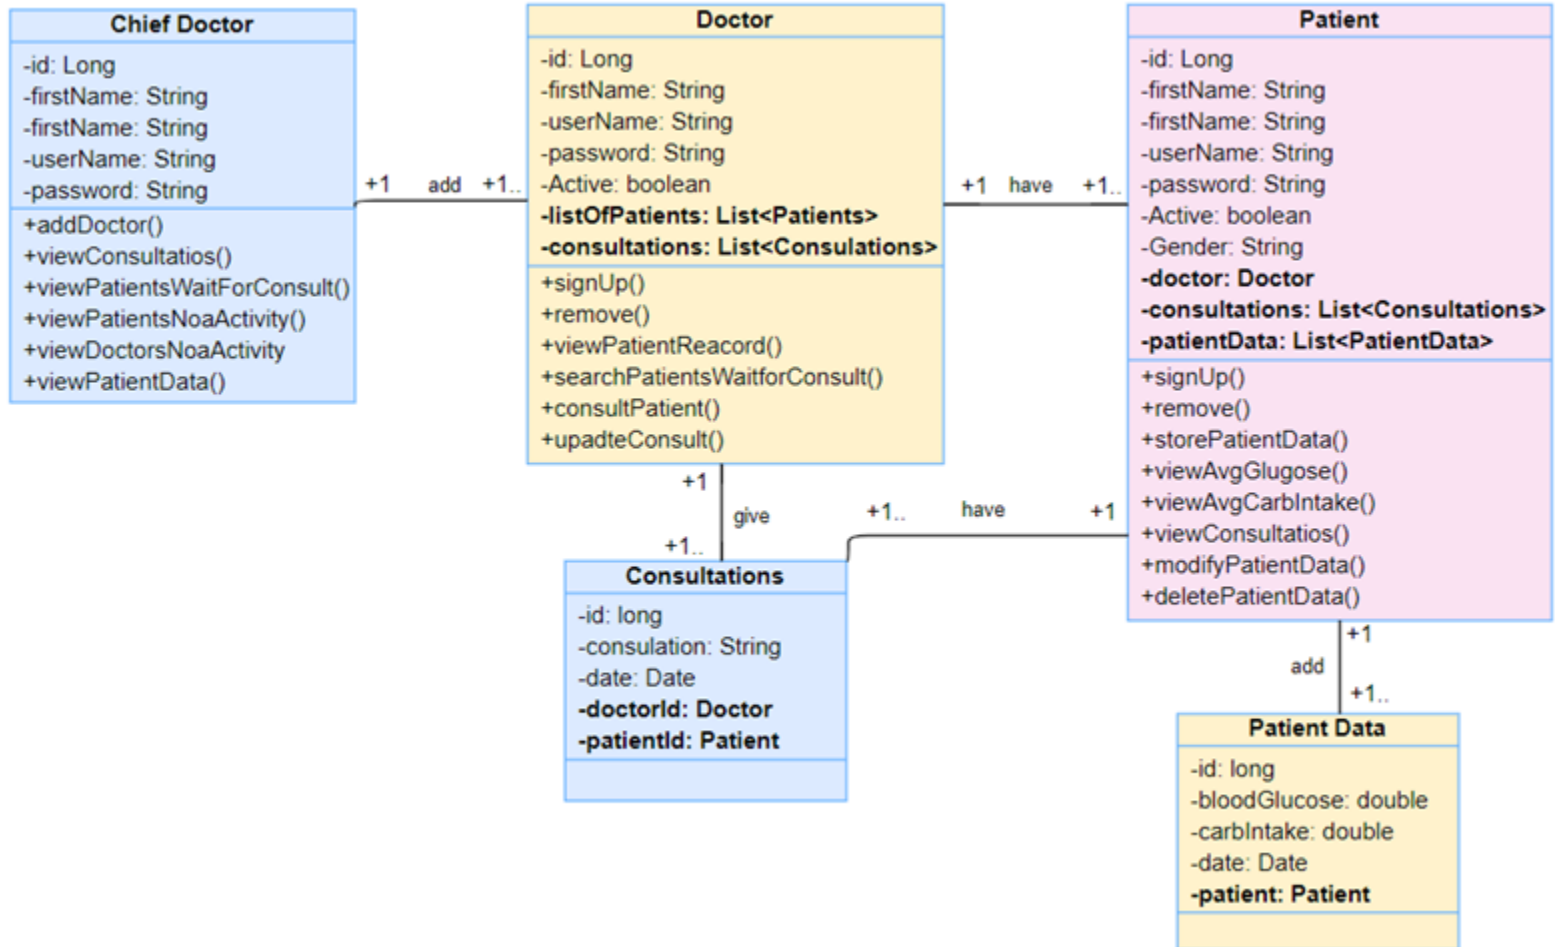 Chief Doctor
-id: Long
-firstName: String
-firstName: String
-userName: String
-password: String
+addDoctor()
+viewConsultatios()
+viewPatientsWaitForConsult()
+viewPatientsNoaActivity()
+viewDoctorsNoaActivity
+viewPatientData()
+1 add +1..
Doctor
-id: Long
-firstName: String
-userName: String
-password: String
-Active: boolean
-listOfPatients: List<Patients>
-consultations: List<Consulations>
+signUp()
+remove()
+viewPatientReacord()
+searchPatientsWaitforConsult()
+consultPatient()
+upadteConsult()
+1 have +1..
Patient
-id: Long
-firstName: String
-firstName: String
-userName: String
-password: String
-Active: boolean
-Gender: String
-doctor: Doctor
-consultations: List<Consultations>
-patientData: List<PatientData>
+signUp()
+remove()
+storePatientData()
+viewAvgGlugose()
+viewAvgCarbIntake()
+viewConsultatios()
+modifyPatientData()
+deletePatientData()
+1
give
+1..
+1.. have +1
Consultations
-id: long
-consulation: String
-date: Date
-doctorId: Doctor
-patientId: Patient
+1
add
+1..
Patient Data
-id: long
-bloodGlucose: double
-carbIntake: double
-date: Date
-patient: Patient